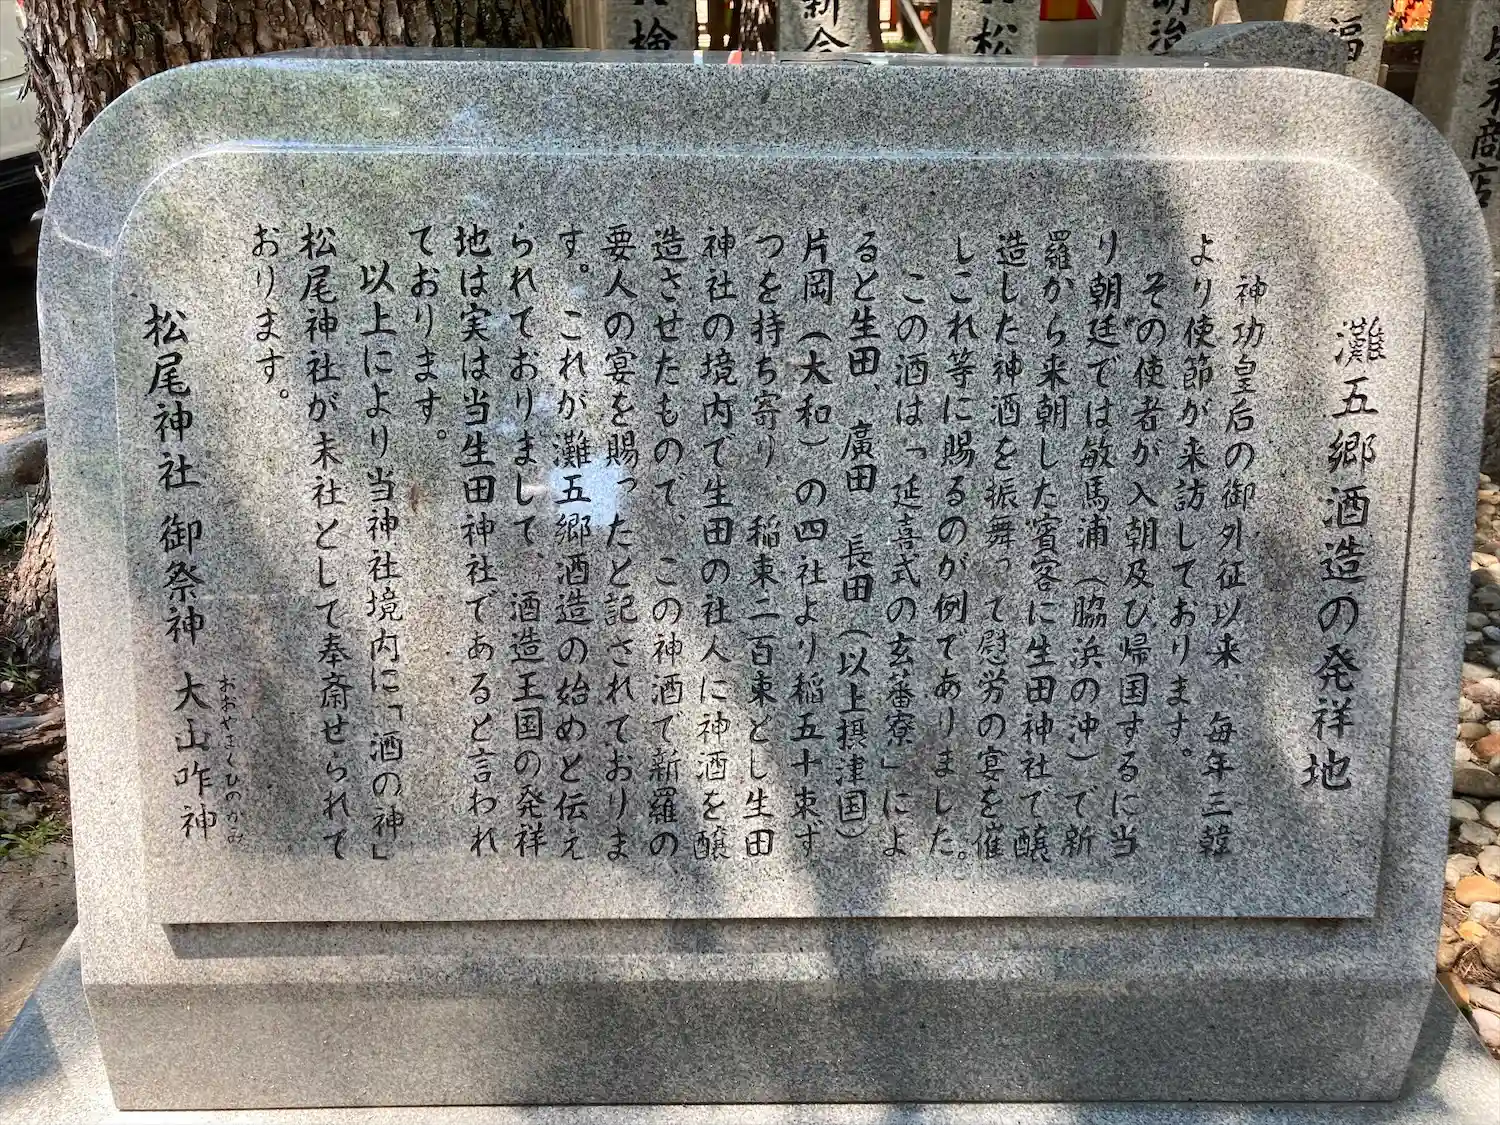 灘五郷酒造の発祥地
神功皇后の御外征以来 毎年三韓
より使節が来訪しております。
その使者が入朝及び帰国するに当
り朝廷では敏馬浦(脇浜の沖)で新
羅から来朝した賓客に生田神社で醸
造した神酒を振舞って慰労の宴を催
しこれ等に賜るのが例でありました。
この酒は「延喜式の玄蕃寮」によ
ると生田、廣田 長田(以上摂津国)
片岡(大和)の四社より稲五十束す
つを持ち寄り、稲束二百束とし生田
神社の境内で生田の社人に神酒を醸
造させたもので、この神酒で新羅の
要人の宴を賜ったと記されておりま
す。これが灘五郷酒造の始めと伝え
られておりまして、酒造王国の発祥
地は実は当生田神社であると言われ
ております。
以上により当神社境内に「酒の神」
松尾神社が末社として奉斎せられて
おります。
松尾神社 御祭神 大山咋神
おおやまくひのかみ
検
新
松
明治
福
商店